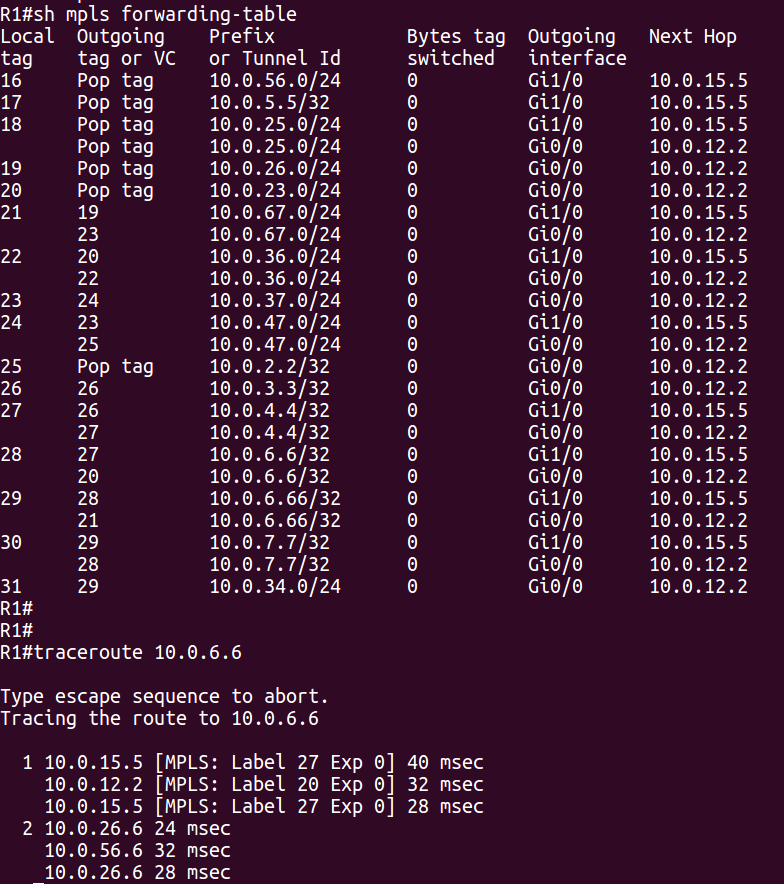 R1#sh mpls forwarding-table
Local  Outgoing    Prefix            Bytes tag  Outgoing   Next Hop
tag    tag or VC   or Tunnel Id      switched   interface
16     Pop tag     10.0.56.0/24      0          Gi1/0      10.0.15.5
17     Pop tag     10.0.5.5/32       0          Gi1/0      10.0.15.5
18     Pop tag     10.0.25.0/24      0          Gi1/0      10.0.15.5
       Pop tag     10.0.25.0/24      0          Gi0/0      10.0.12.2
19     Pop tag     10.0.26.0/24      0          Gi0/0      10.0.12.2
20     Pop tag     10.0.23.0/24      0          Gi0/0      10.0.12.2
21     19          10.0.67.0/24      0          Gi1/0      10.0.15.5
       23          10.0.67.0/24      0          Gi0/0      10.0.12.2
22     20          10.0.36.0/24      0          Gi1/0      10.0.15.5
       22          10.0.36.0/24      0          Gi0/0      10.0.12.2
23     24          10.0.37.0/24      0          Gi0/0      10.0.12.2
24     23          10.0.47.0/24      0          Gi1/0      10.0.15.5
       25          10.0.47.0/24      0          Gi0/0      10.0.12.2
25     Pop tag     10.0.2.2/32       0          Gi0/0      10.0.12.2
26     26          10.0.3.3/32       0          Gi0/0      10.0.12.2
27     26          10.0.4.4/32       0          Gi1/0      10.0.15.5
       27          10.0.4.4/32       0          Gi0/0      10.0.12.2
28     27          10.0.6.6/32       0          Gi1/0      10.0.15.5
       20          10.0.6.6/32       0          Gi0/0      10.0.12.2
29     28          10.0.6.66/32      0          Gi1/0      10.0.15.5
       21          10.0.6.66/32      0          Gi0/0      10.0.12.2
30     29          10.0.7.7/32       0          Gi1/0      10.0.15.5
       28          10.0.7.7/32       0          Gi0/0      10.0.12.2
31     29          10.0.34.0/24      0          Gi0/0      10.0.12.2
R1#
R1#
R1#traceroute 10.0.6.6

Type escape sequence to abort.
Tracing the route to 10.0.6.6

  1 10.0.15.5 [MPLS: Label 27 Exp 0] 40 msec
    10.0.12.2 [MPLS: Label 20 Exp 0] 32 msec
    10.0.15.5 [MPLS: Label 27 Exp 0] 28 msec
  2 10.0.26.6 24 msec
    10.0.56.6 32 msec
    10.0.26.6 28 msec